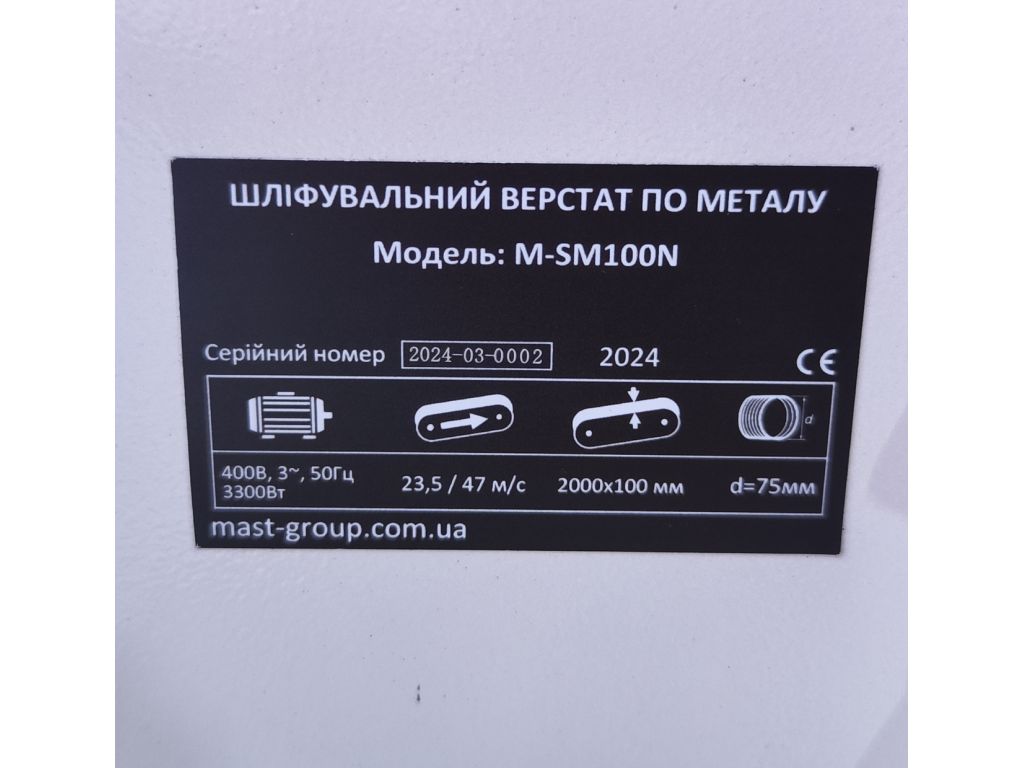 ШЛІФУВАЛЬНИЙ ВЕРСТАТ ПО МЕТАЛУ
Модель: M-SM100N
Серійний номер 2024-03-0002 2024 CE
d
400В, 3~, 50Гц
3300Вт
23,5 / 47 м/с
2000х100 мм
d=75мм
mast-group.com.ua